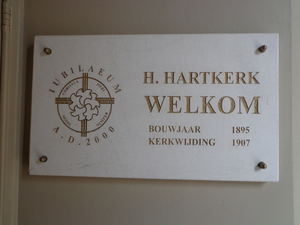 IUBILAEUM
A.D. 2000
H. HARTKERK
WELKOM
BOUWJAAR 1895
KERKWIJDING 1907